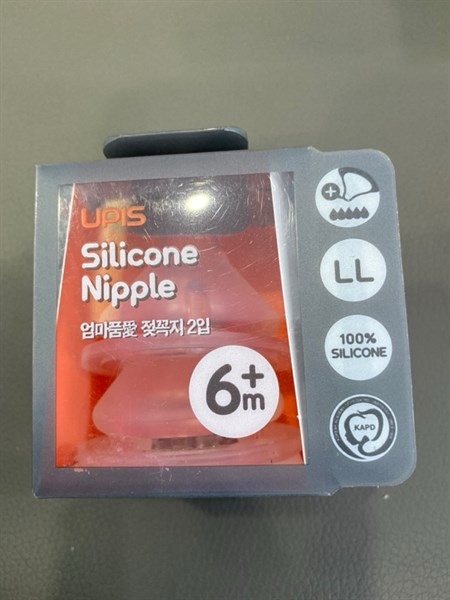 UPIS
Silicone
Nipple
엄마품愛 젖꼭지 2입
6+m
LL
100%
SILICONE
KAPD